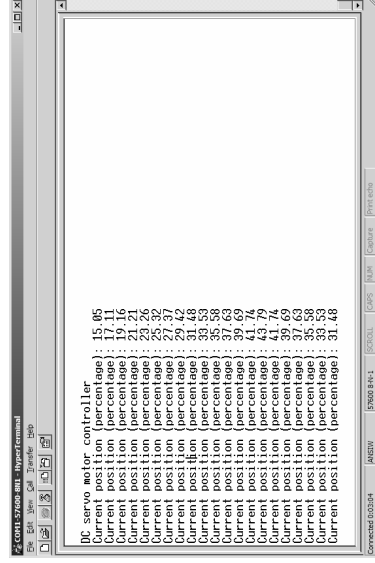 COM1-57600-8N1 - HyperTerminal
File Edit View Call Transfer Help
DC servo motor controller
Current position (percentage): 15.05
Current position (percentage): 17.11
Current position (percentage): 19.16
Current position (percentage): 21.21
Current position (percentage): 23.26
Current position (percentage): 25.32
Current position (percentage): 27.37
Current position (percentage): 29.42
Current position (percentage): 31.48
Current position (percentage): 33.53
Current position (percentage): 35.58
Current position (percentage): 37.63
Current position (percentage): 39.69
Current position (percentage): 41.74
Current position (percentage): 43.79
Current position (percentage): 41.74
Current position (percentage): 39.69
Current position (percentage): 37.63
Current position (percentage): 35.58
Current position (percentage): 33.53
Current position (percentage): 31.48
Connected 0:03:04 ANSIW 57600 8-N-1 SCROLL CAPS NUM Capture Print echo